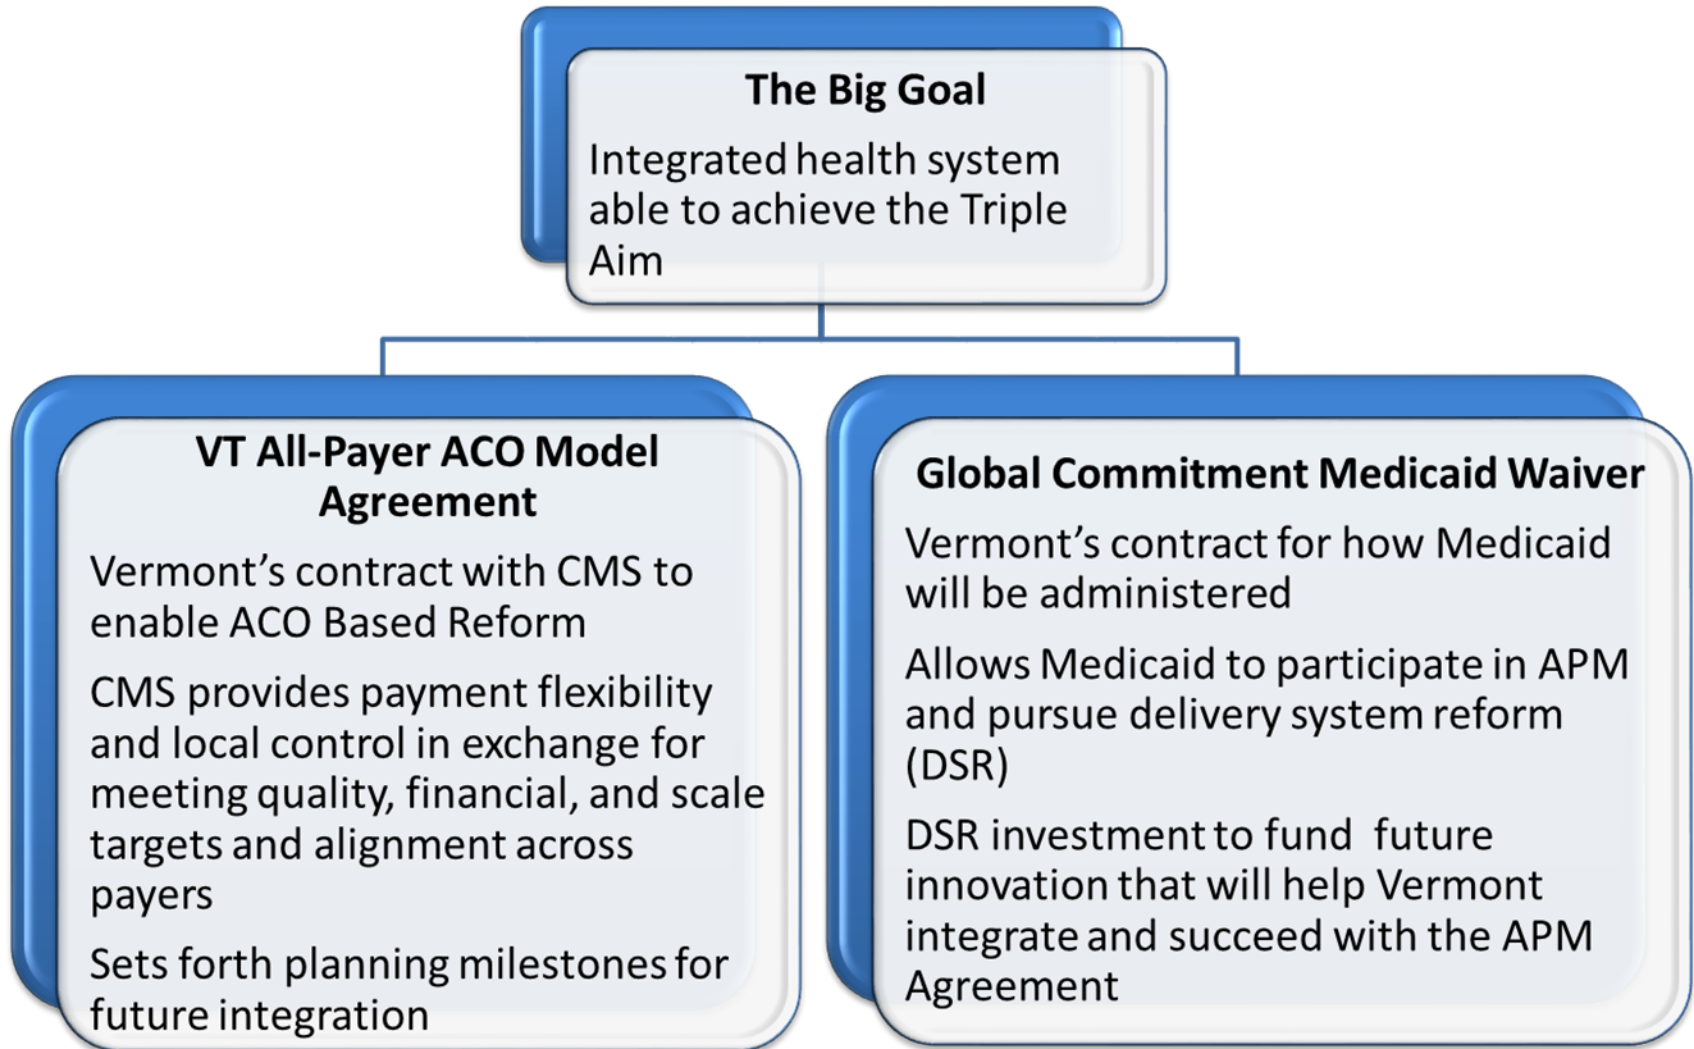 The Big Goal
Integrated health system
able to achieve the Triple
Aim
VT All-Payer ACO Model
Agreement
Vermont’s contract with CMS to
enable ACO Based Reform
CMS provides payment flexibility
and local control in exchange for
meeting quality, financial, and scale
targets and alignment across
payers
Sets forth planning milestones for
future integration
Global Commitment Medicaid Waiver
Vermont’s contract for how Medicaid
will be administered
Allows Medicaid to participate in APM
and pursue delivery system reform
(DSR)
DSR investment to fund  future
innovation that will help Vermont
integrate and succeed with the APM
Agreement